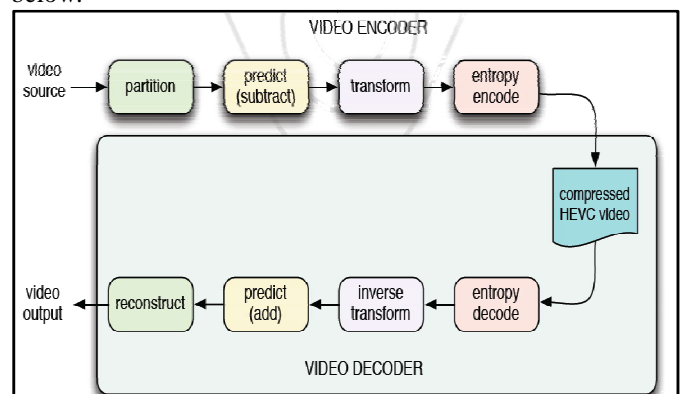 below.
VIDEO ENCODER
video
source
partition
predict
(subtract)
transform
entropy
encode
compressed
HEVC video
video
output
reconstruct
predict
(add)
inverse
transform
entropy
decode
VIDEO DECODER